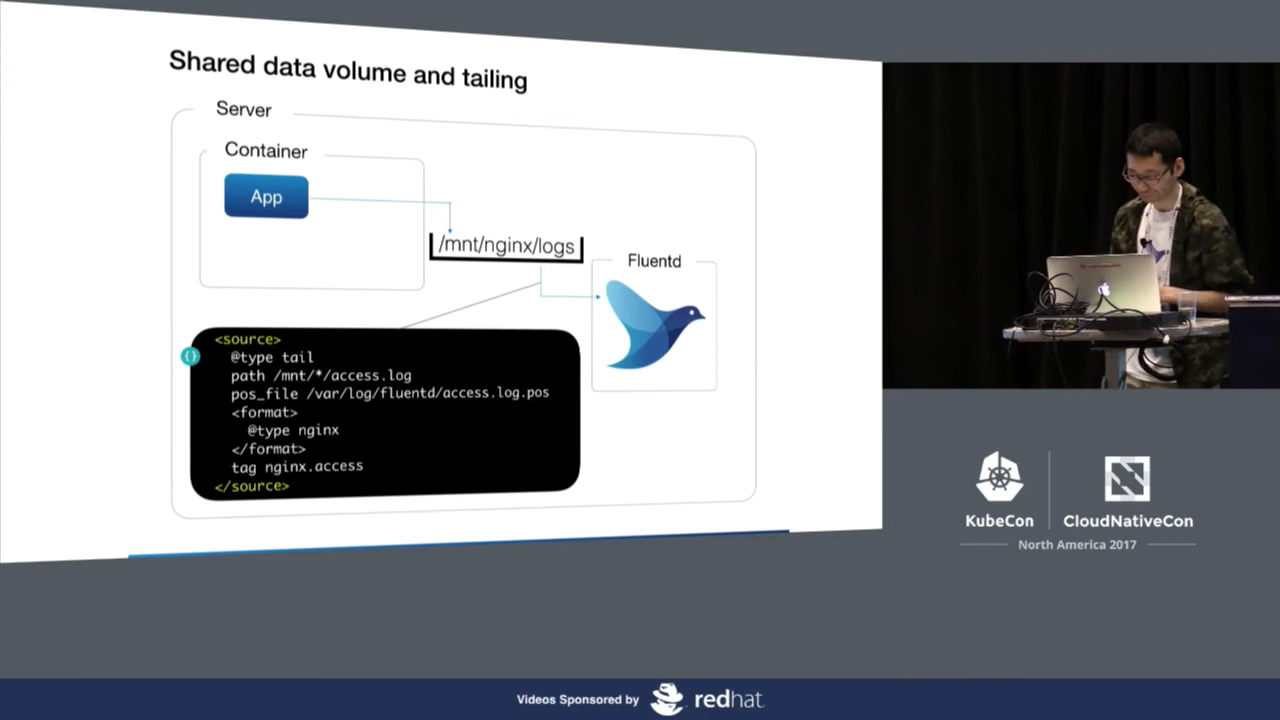 Shared data volume and tailing
Server
Container
App
/mnt/nginx/logs
Fluentd
{}
<source>
@type tail
path /mnt/*/access.log
pos_file /var/log/fluentd/access.log.pos
<format>
@type nginx
</format>
tag nginx.access
</source>
KubeCon
CloudNativeCon
North America 2017
Videos Sponsored by
redhat.